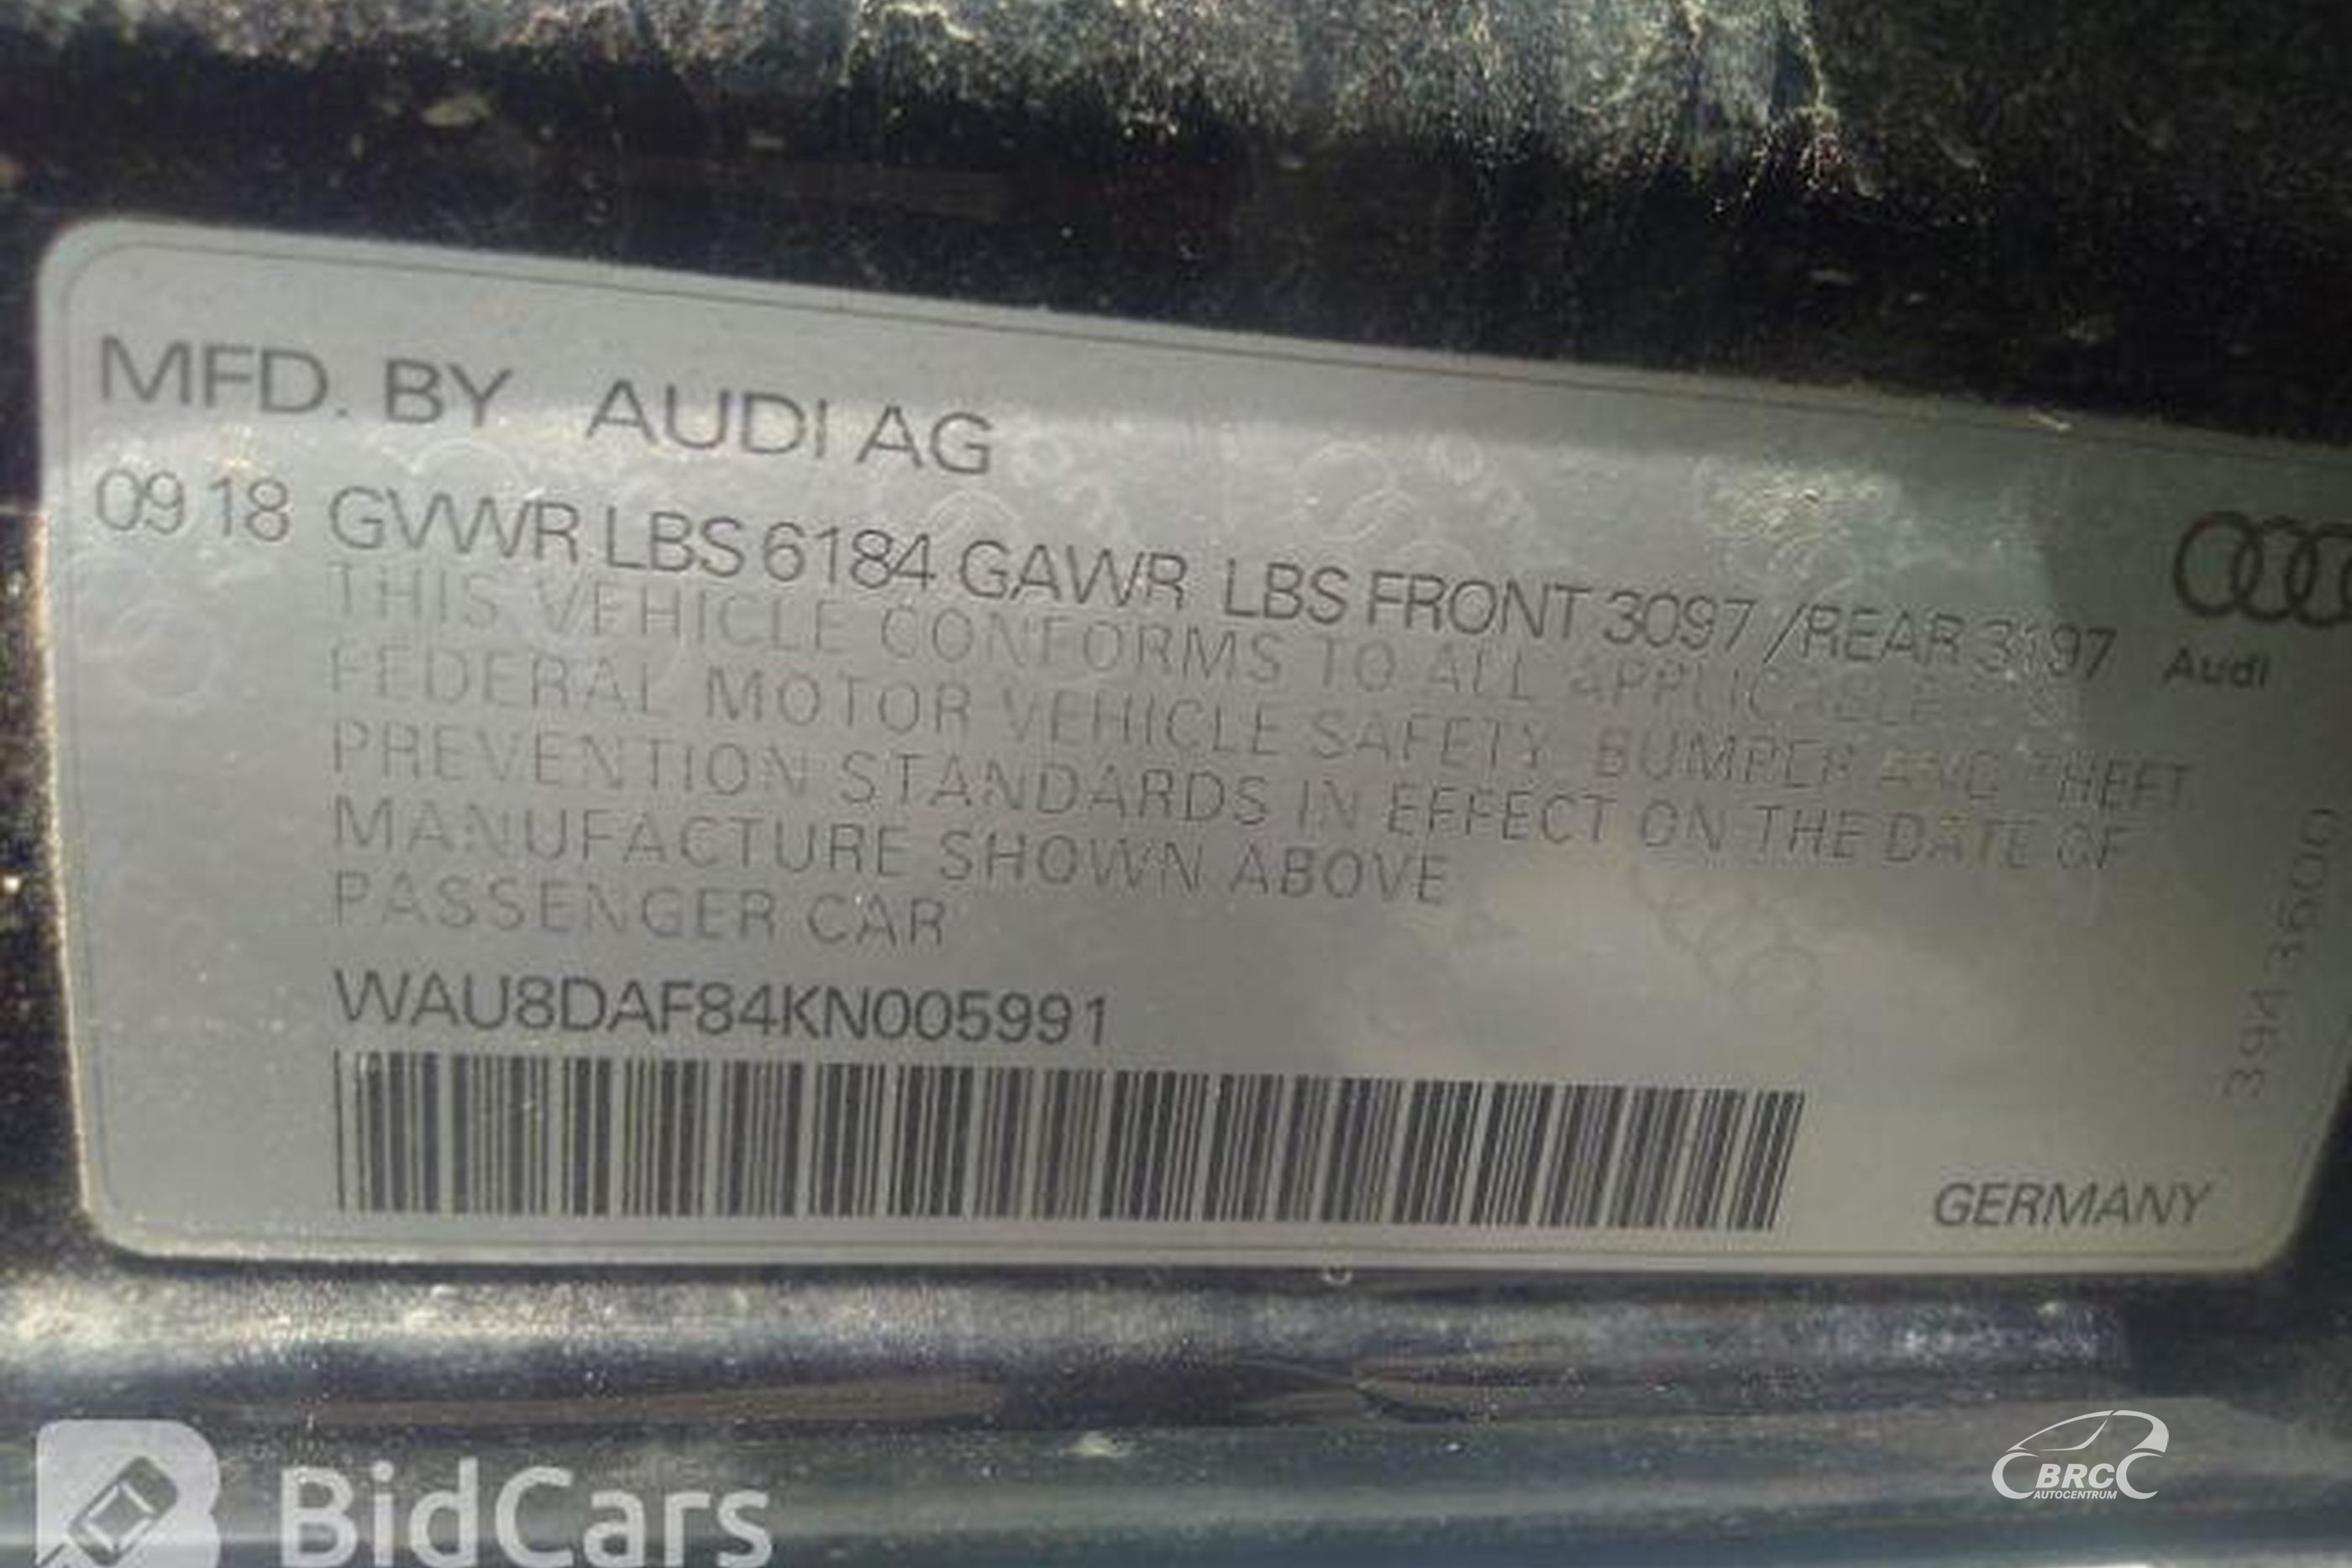 MFD. BY AUDI AG
09 18 GVWR LBS 6184 GAWR LBS FRONT 3097 / REAR 3197
THIS VEHICLE CONFORMS TO ALL APPLICABLE
FEDERAL MOTOR VEHICLE SAFETY, BUMPER AND THEFT
PREVENTION STANDARDS IN EFFECT ON THE DATE OF
MANUFACTURE SHOWN ABOVE
PASSENGER CAR
Audi
WAU8DAF84KN005991
GERMANY
BidCars
BRC
AUTOCENTRUM